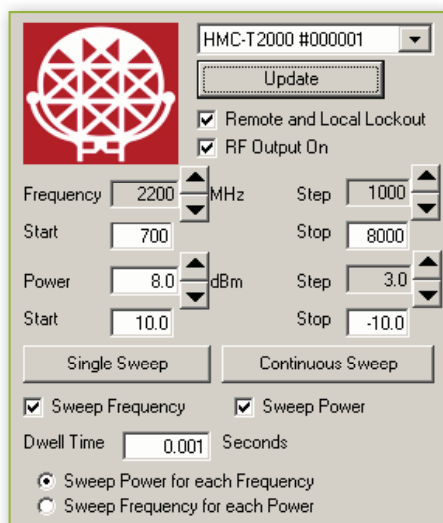 HMC-T2000 #000001
Update
Remote and Local Lockout
RF Output On
Frequency 2200 MHz Step 1000
Start 700 Stop 8000
Power 8.0 dBm Step 3.0
Start 10.0 Stop -10.0
Single Sweep Continuous Sweep
Sweep Frequency Sweep Power
Dwell Time 0.001 Seconds
Sweep Power for each Frequency
Sweep Frequency for each Power